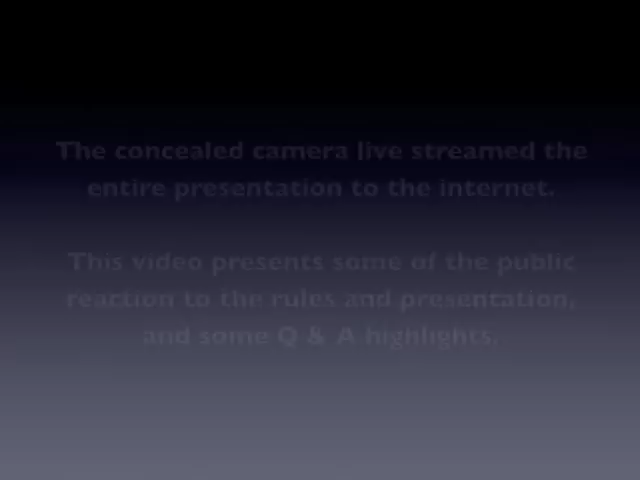 The concealed camera live streamed the
entire presentation to the internet.
This video presents some of the public
reaction to the rules and presentation,
and some Q & A highlights.